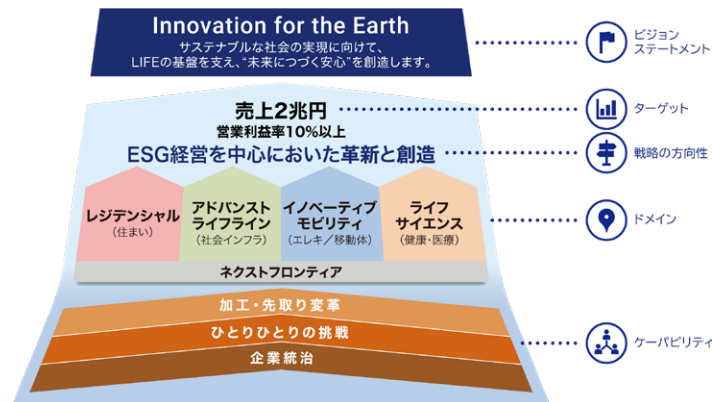 Innovation for the Earth
サステナブルな社会の実現に向けて、
LIFEの基盤を支え、“未来につづく安心”を創造します。
ビジョン
ステートメント
売上2兆円
営業利益率10%以上
ターゲット
ESG経営を中心においた革新と創造
戦略の方向性
レジデンシャル
(住まい)
アドバンスト
ライフライン
(社会インフラ)
イノベーティブ
モビリティ
(エレキ/移動体)
ライフ
サイエンス
(健康・医療)
ドメイン
ネクストフロンティア
加工・先取り変革
ひとりひとりの挑戦
企業統治
ケーパビリティ